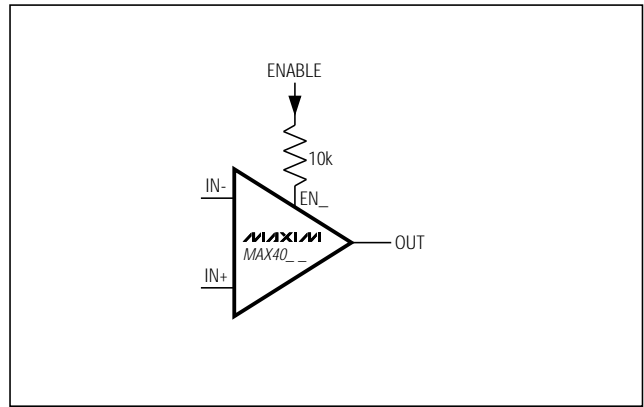 ENABLE
10k
EN_
IN-
MAXIM
MAX40_ _
OUT
IN+